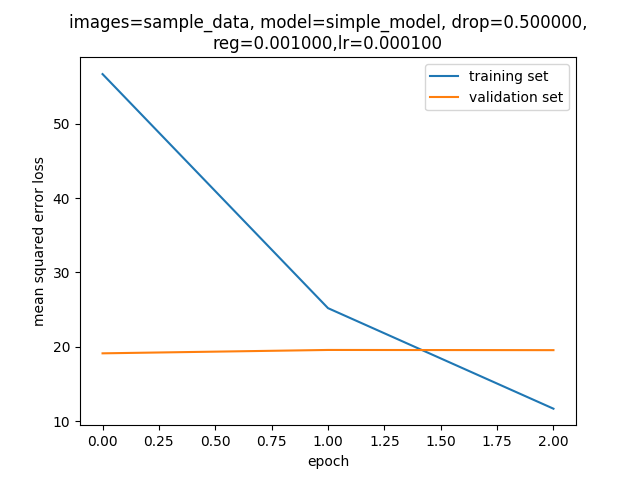 images=sample_data, model=simple_model, drop=0.500000,
reg=0.001000,lr=0.000100
training set
validation set
mean squared error loss
50
40
30
20
10
0.00 0.25 0.50 0.75 1.00 1.25 1.50 1.75 2.00
epoch